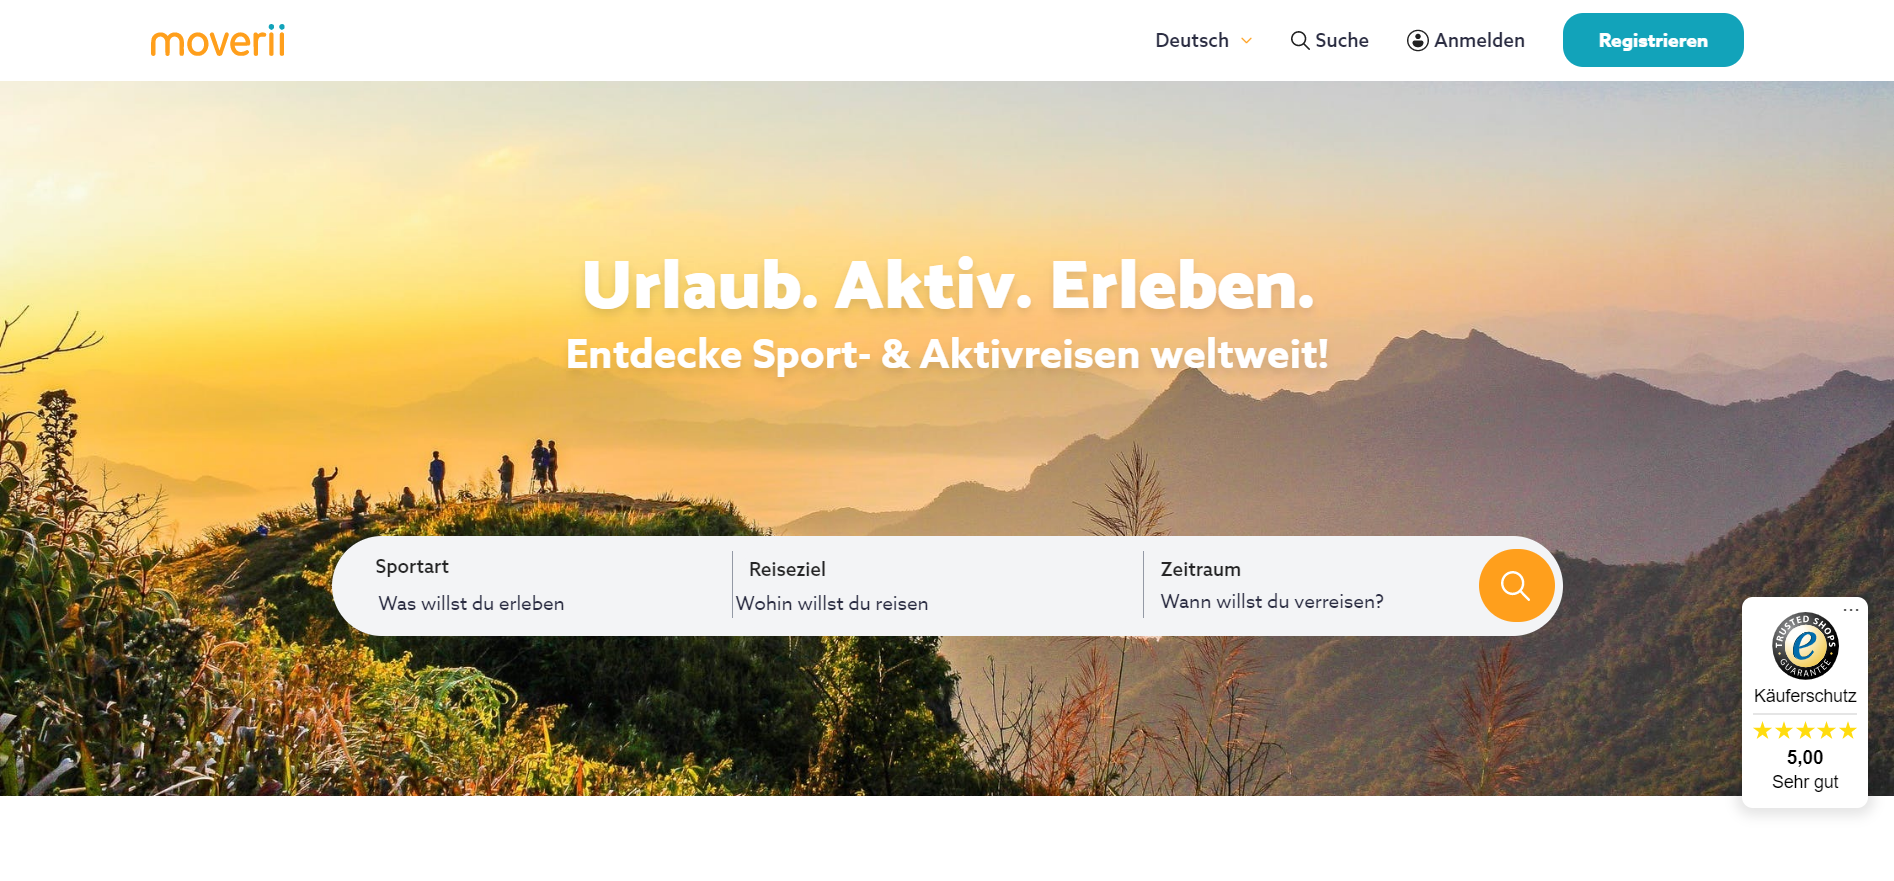 moverii
Deutsch
Suche
Anmelden
Registrieren
Urlaub. Aktiv. Erleben.
Entdecke Sport- & Aktivreisen weltweit!
Sportart
Was willst du erleben
Reiseziel
Wohin willst du reisen
Zeitraum
Wann willst du verreisen?
TRUSTED SHOPS
e
GUARANTEE
Käuferschutz
5,00
Sehr gut